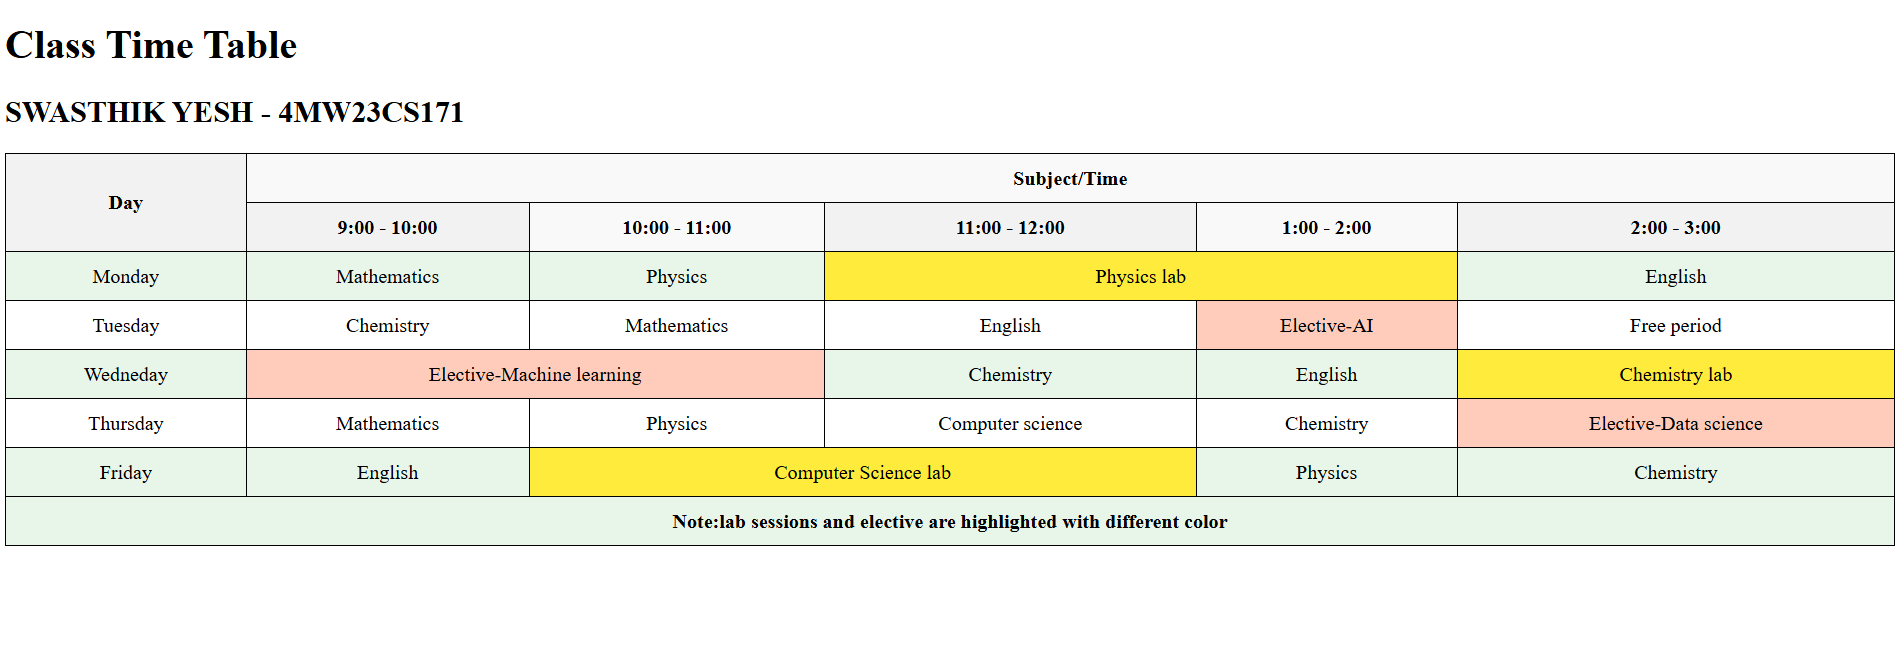 Class Time Table
SWASTHIK YESH - 4MW23CS171
Day
Subject/Time
9:00 - 10:00 10:00 - 11:00 11:00 - 12:00 1:00 - 2:00 2:00 - 3:00
Monday Mathematics Physics Physics lab English
Tuesday Chemistry Mathematics English Elective-AI Free period
Wedneday Elective-Machine learning Chemistry English Chemistry lab
Thursday Mathematics Physics Computer science Chemistry Elective-Data science
Friday English Computer Science lab Physics Chemistry
Note:lab sessions and elective are highlighted with different color